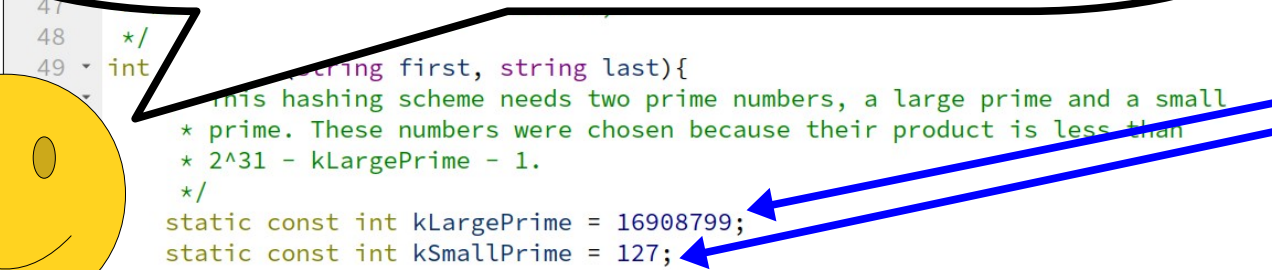 47
48 */
49 int string first, string last){
This hashing scheme needs two prime numbers, a large prime and a small
* prime. These numbers were chosen because their product is less than
* 2^31 - kLargePrime - 1.
*/
static const int kLargePrime = 16908799;
static const int kSmallPrime = 127;